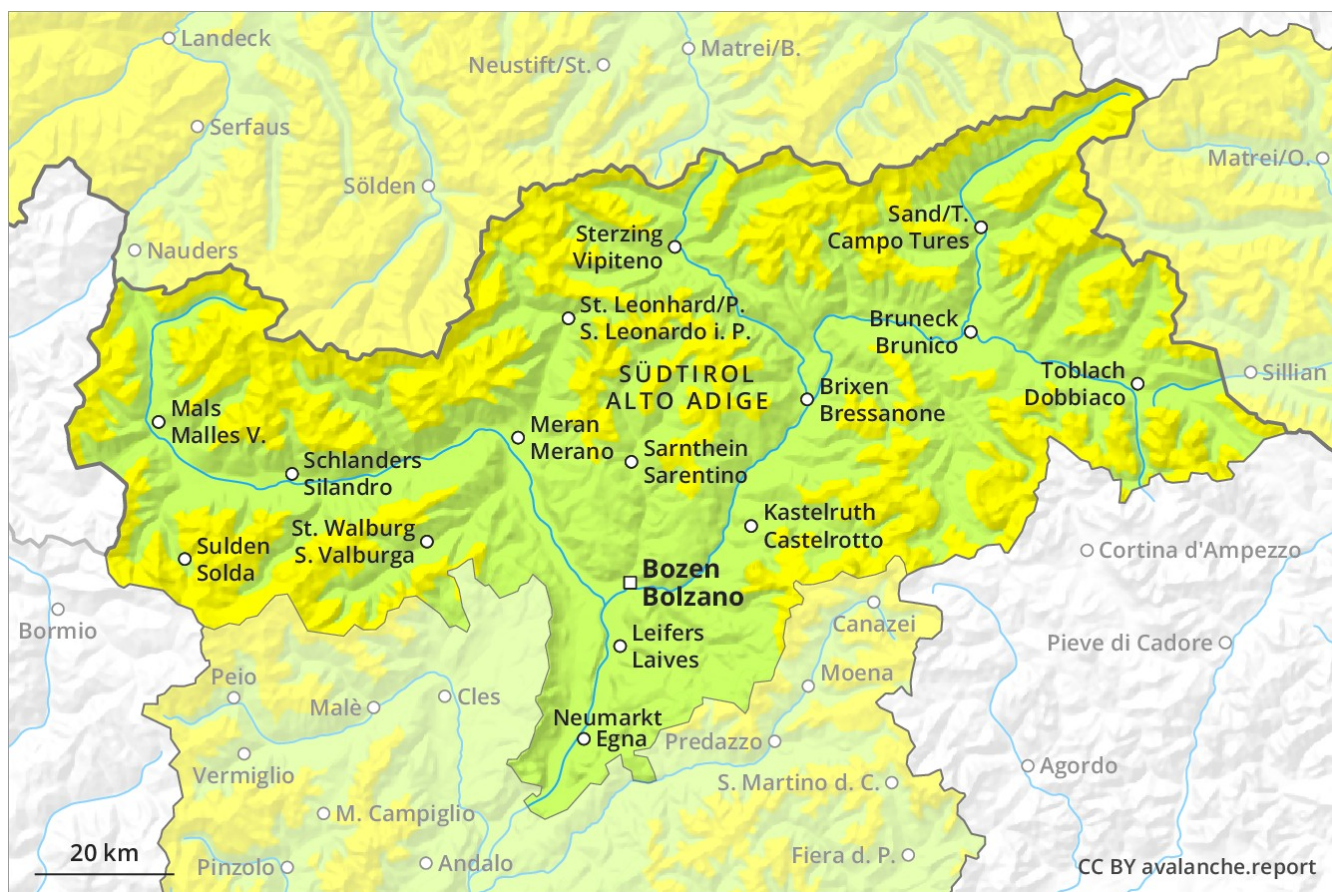 Landeck
Matrei/B.
Neustift/St.
Serfaus
Matrei/O.
Sölden
Sand/T.
Campo Tures
Sterzing
Vipiteno
Nauders
St. Leonhard/P.
S. Leonardo i. P.
Bruneck
Brunico
SÜDTIROL
ALTO ADIGE
Toblach
Dobbiaco
Sillian
Brixen
Bressanone
Mals
Malles V.
Meran
Merano
Sarnthein
Sarentino
Schlanders
Silandro
Kastelruth
Castelrotto
St. Walburg
S. Valburga
Sulden
Solda
Cortina d'Ampezzo
Bozen
Bolzano
Bormio
Canazei
Leifers
Laives
Pieve di Cadore
Peio
Moena
Malè
Cles
Neumarkt
Egna
Predazzo
Vermiglio
Agordo
S. Martino d. C.
M. Campiglio
20 km
Pinzolo
Andalo
Fiera d. P.
CC BY avalanche.report